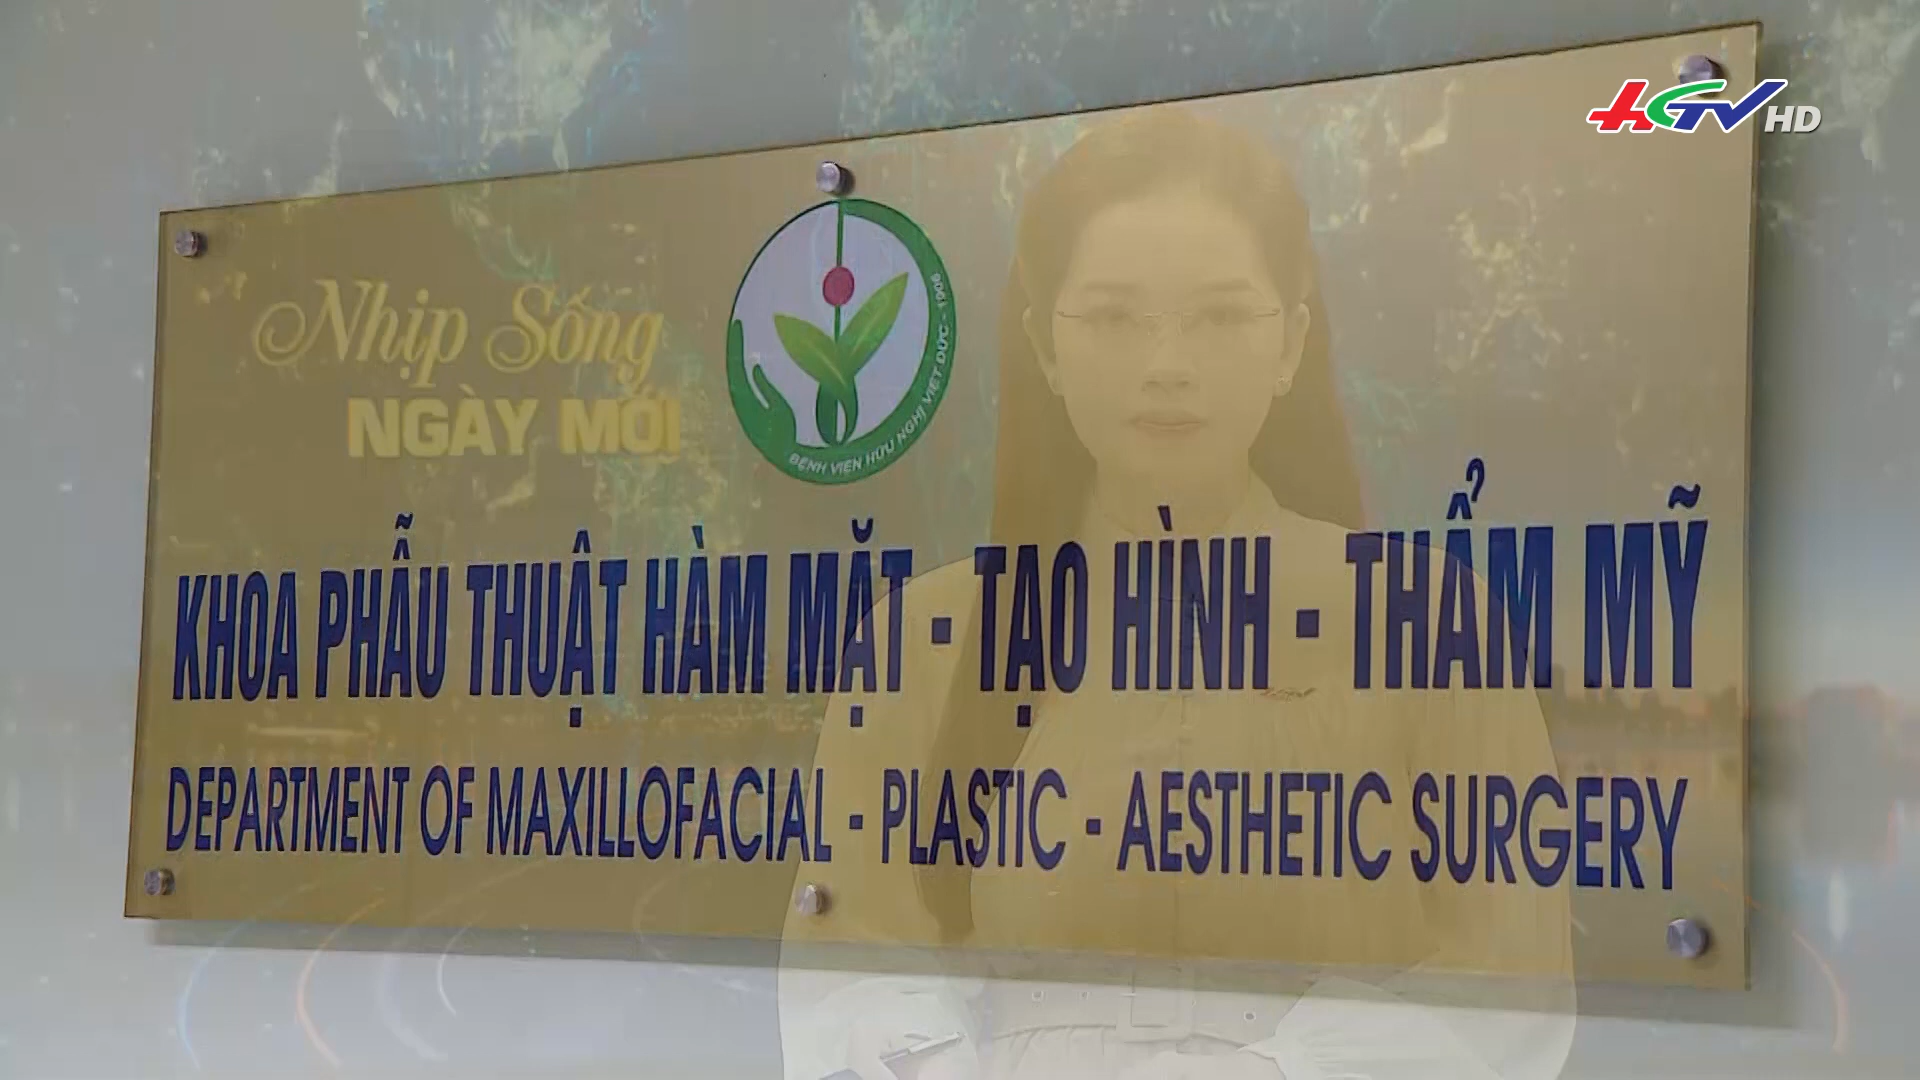 HGTV HD
Nhịp Sống
NGÀY MỚI
BỆNH VIỆN HỮU NGHỊ VIỆT ĐỨC - 1906
KHOA PHẪU THUẬT HÀM MẶT - TẠO HÌNH - THẨM MỸ
DEPARTMENT OF MAXILLOFACIAL - PLASTIC - AESTHETIC SURGERY